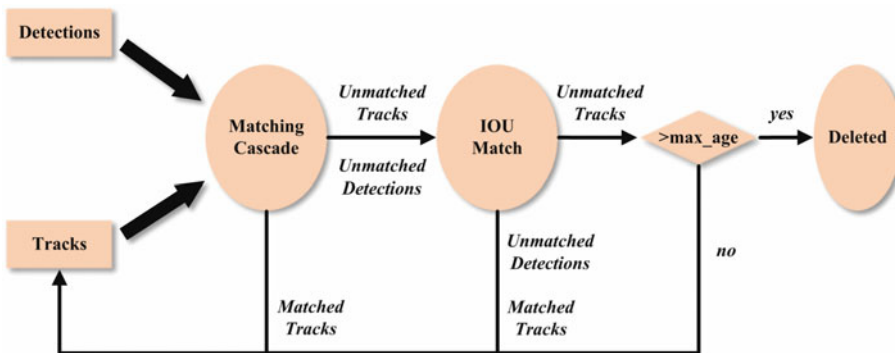 Detections
Unmatched
Tracks
Unmatched
Tracks
yes
Matching
Cascade
IOU
Match
>max_age
Deleted
Unmatched
Detections
Tracks
Unmatched
Detections
no
Matched
Tracks
Matched
Tracks